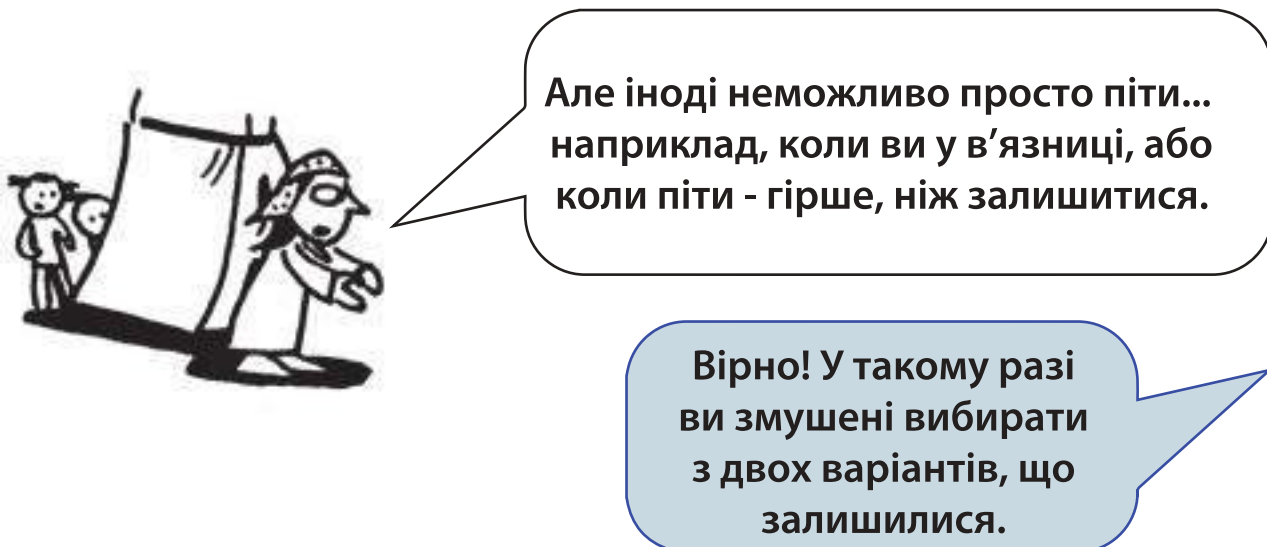 Але іноді неможливо просто піти...
наприклад, коли ви у в’язниці, або
коли піти - гірше, ніж залишитися.
Вірно! У такому разі
ви змушені вибирати
з двох варіантів, що
залишилися.